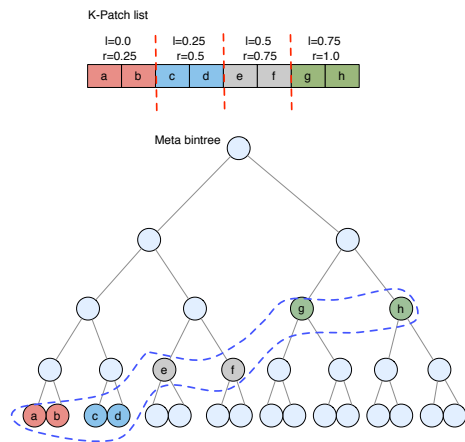 K-Patch list
l=0.0 l=0.25 l=0.5 l=0.75
r=0.25 r=0.5 r=0.75 r=1.0
a b c d e f g h
Meta bintree
g h
e f
a b c d